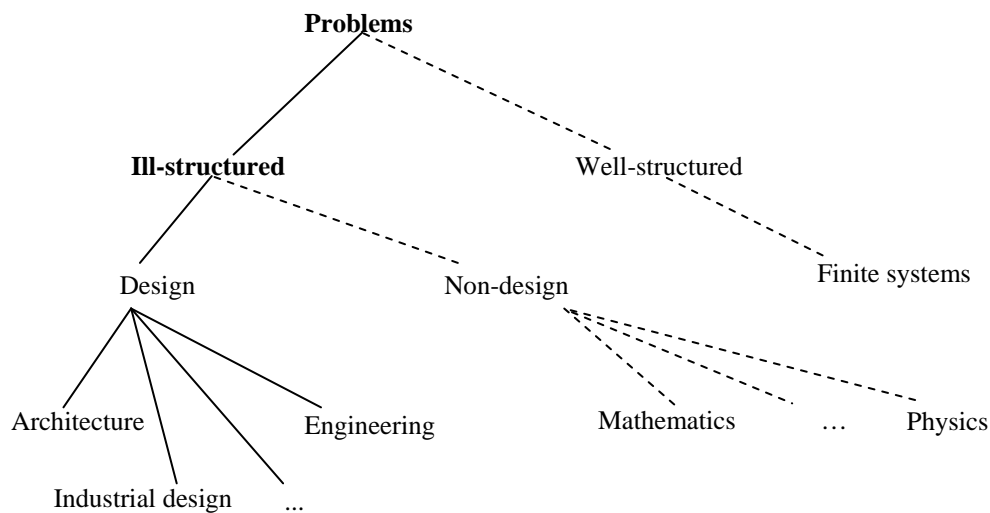 Problems
Ill-structured
Well-structured
Design
Non-design
Finite systems
Architecture
Engineering
Mathematics
…
Physics
Industrial design
...